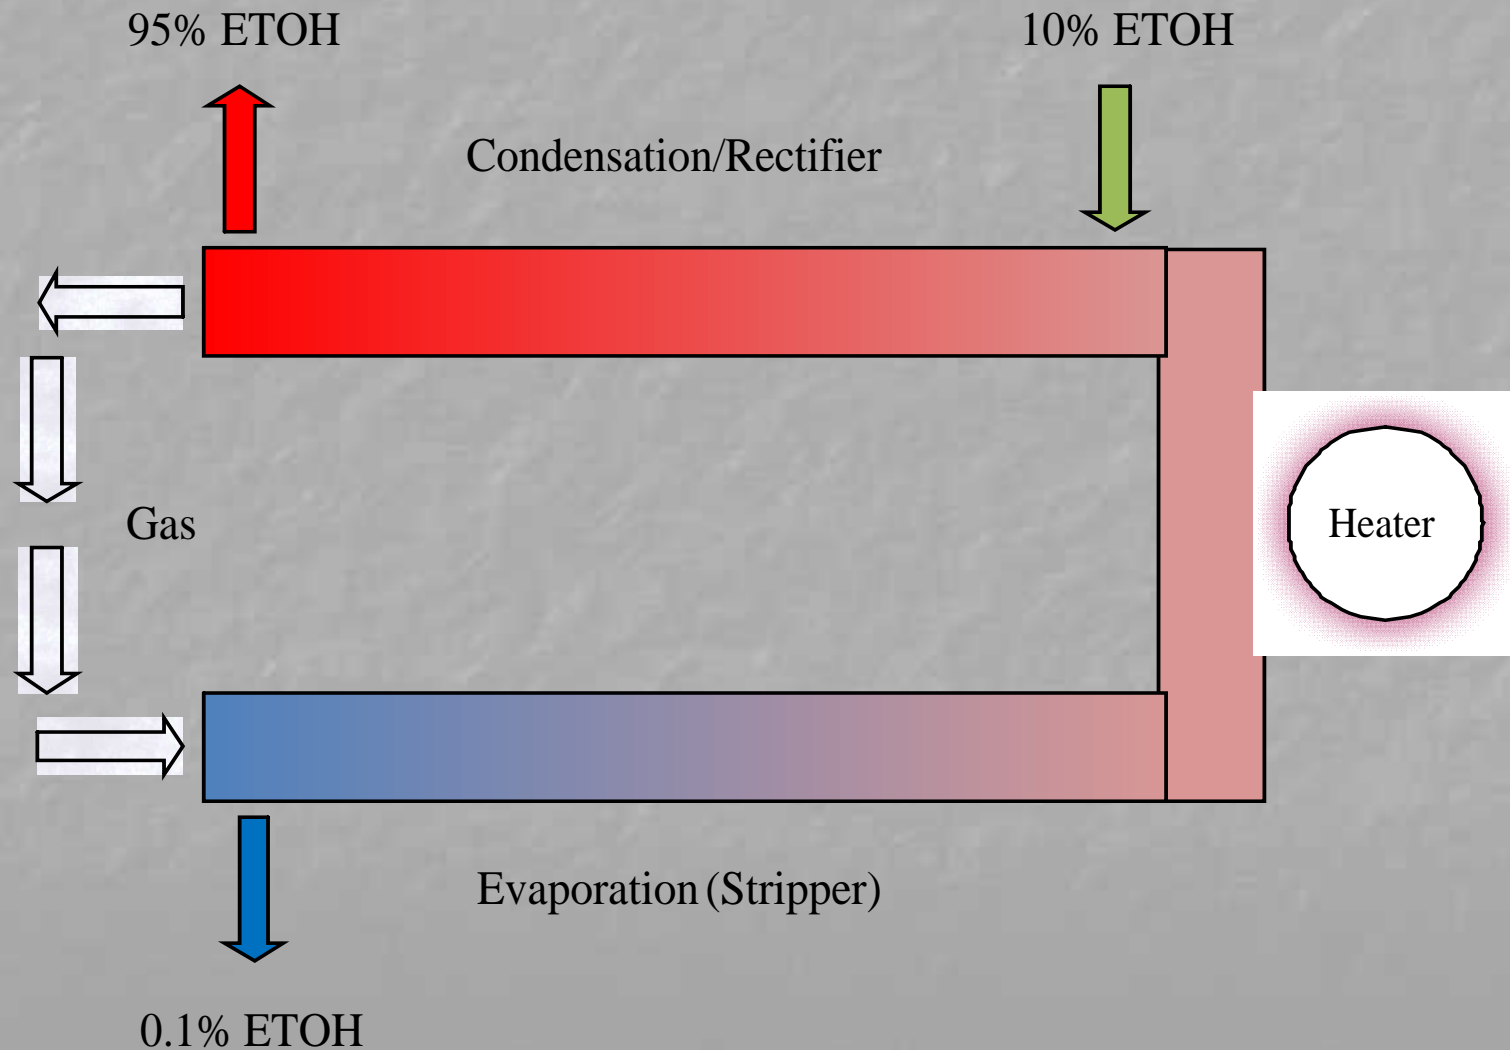 95% ETOH
10% ETOH
Condensation/Rectifier
Gas
Heater
Evaporation (Stripper)
0.1% ETOH